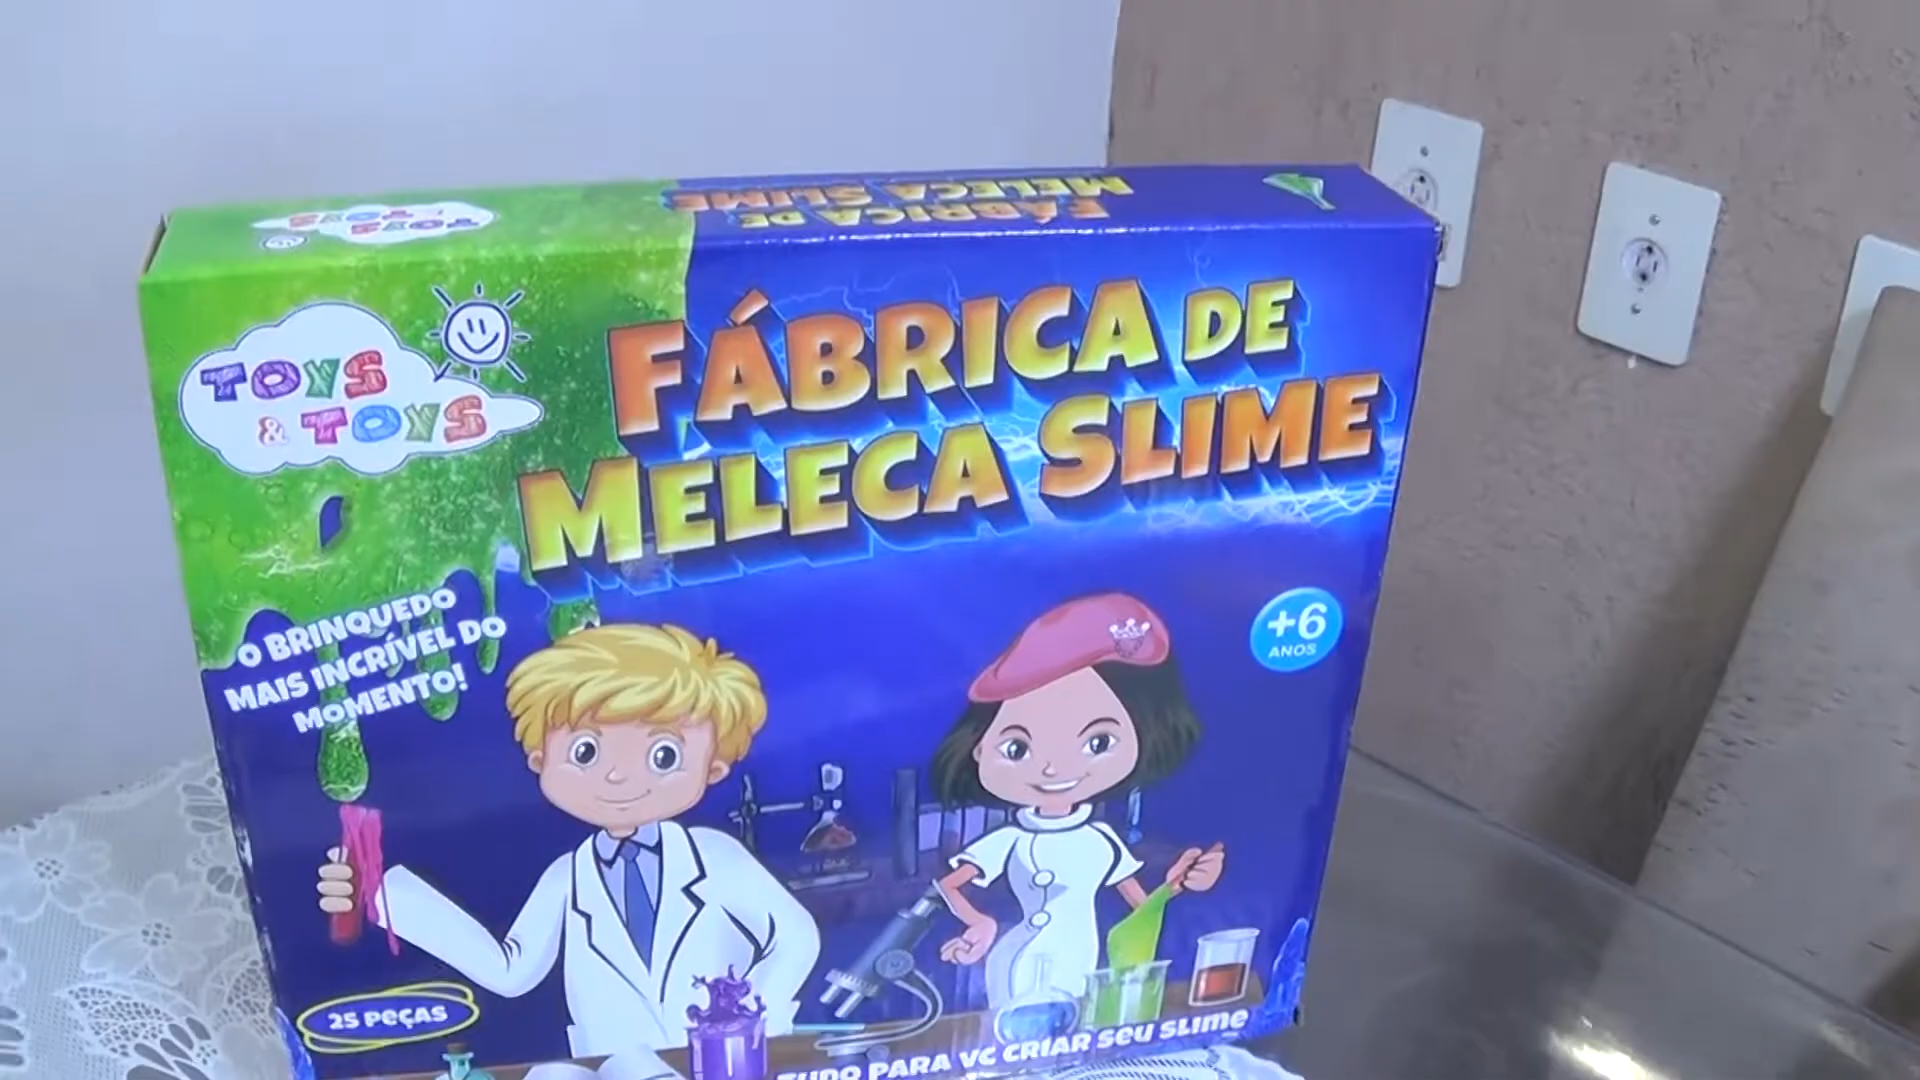 TOYS
& TOYS
FÁBRICA DE
MELECA SLIME
TOYS
& TOYS
FÁBRICA DE
MELECA SLIME
O BRINQUEDO
MAIS INCRÍVEL DO
MOMENTO!
+6
ANOS
25 PEÇAS
TUDO PARA VC CRIAR SEU SLIME